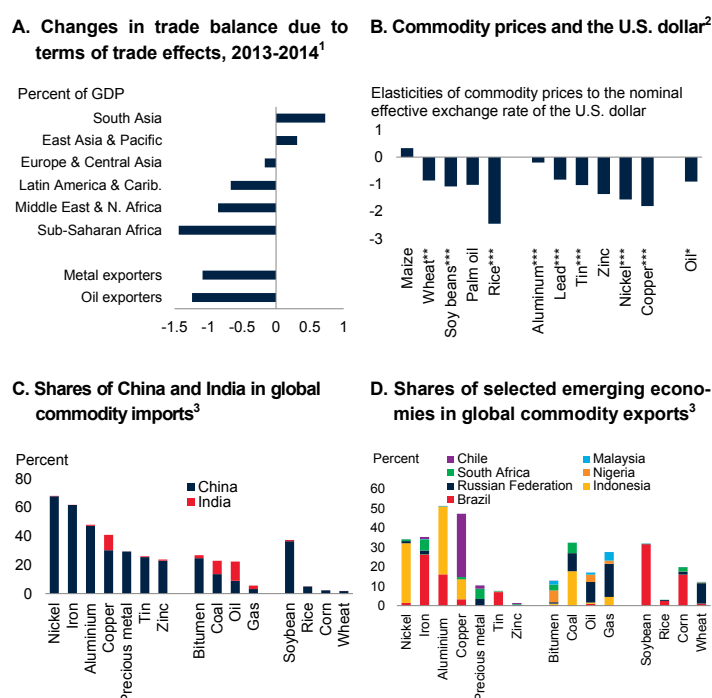 A. Changes in trade balance due to
terms of trade effects, 2013-2014¹
Percent of GDP
South Asia
East Asia & Pacific
Europe & Central Asia
Latin America & Carib.
Middle East & N. Africa
Sub-Saharan Africa
Metal exporters
Oil exporters
-1.5 -1 -0.5 0 0.5 1
B. Commodity prices and the U.S. dollar²
Elasticities of commodity prices to the nominal
effective exchange rate of the U.S. dollar
1
0
-1
-2
-3
Maize
Wheat**
Soy beans***
Palm oil
Rice***
Aluminum***
Lead***
Tin***
Zinc
Nickel***
Copper***
Oil*
C. Shares of China and India in global
commodity imports³
Percent
80
60
40
20
0
China
India
Nickel
Iron
Aluminium
Copper
Precious metal
Tin
Zinc
Bitumen
Coal
Oil
Gas
Soybean
Rice
Corn
Wheat
D. Shares of selected emerging econo-
mies in global commodity exports³
Percent
60
50
40
30
20
10
0
Chile
South Africa
Russian Federation
Brazil
Malaysia
Nigeria
Indonesia
Nickel
Iron
Aluminium
Copper
Precious metal
Tin
Zinc
Bitumen
Coal
Oil
Gas
Soybean
Rice
Corn
Wheat